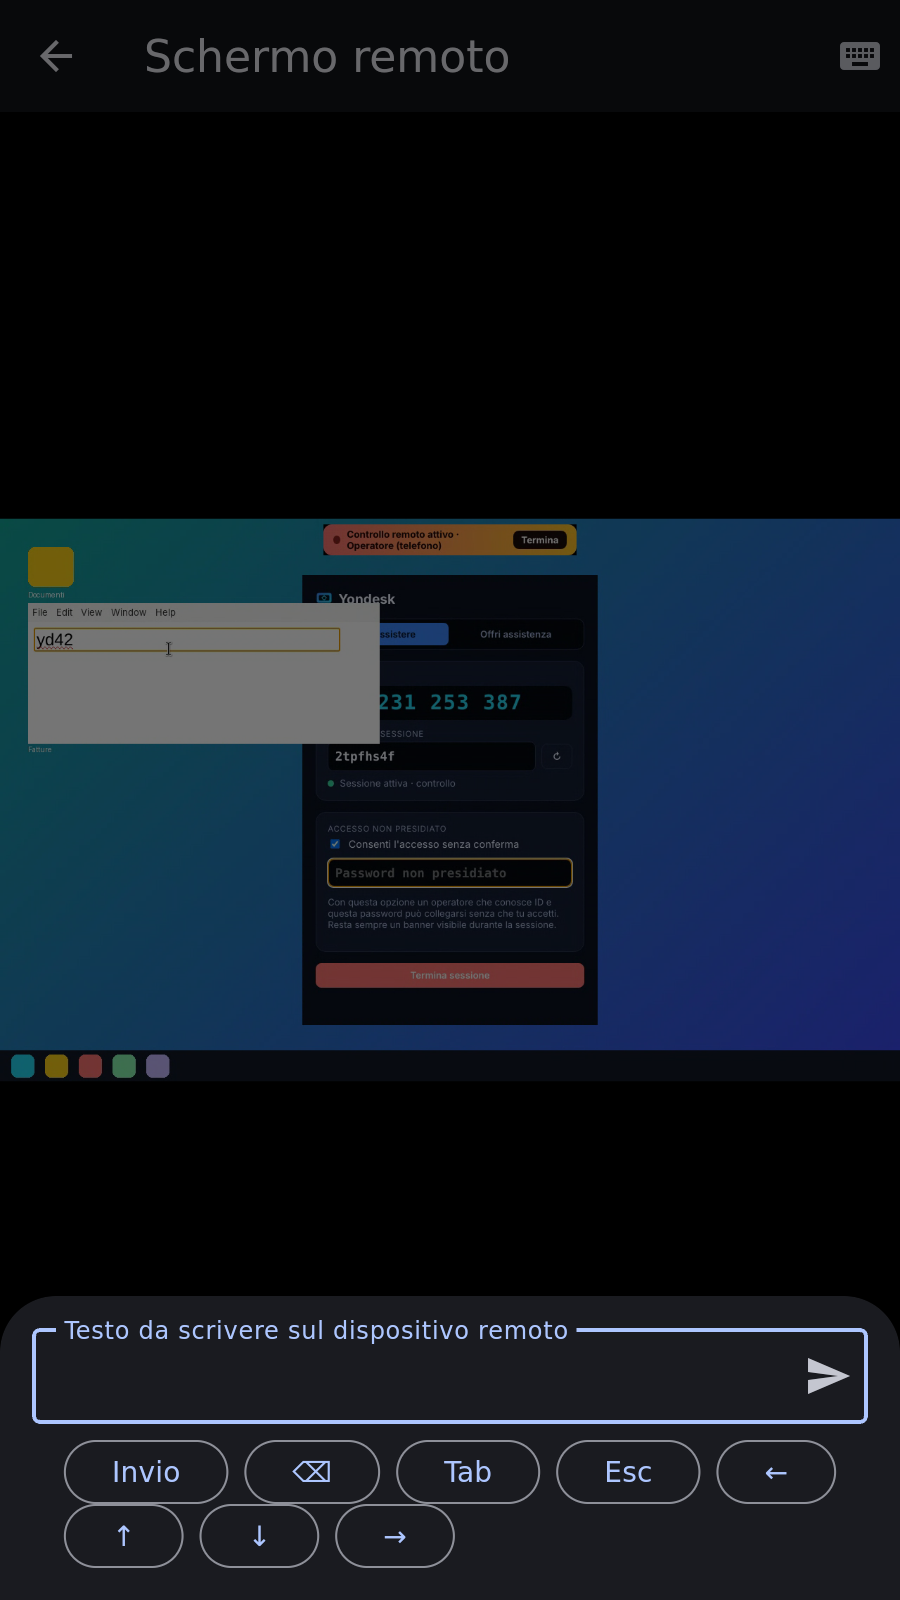 Schermo remoto
Controllo remoto attivo ·
Operatore (telefono)
Termina
Documenti
Yondesk
File Edit View Window Help
ssistere
Offri assistenza
yd42
231 253 387
SESSIONE
Fatture
2tpfhs4f
Sessione attiva · controllo
ACCESSO NON PRESIDIATO
Consenti l'accesso senza conferma
Password non presidiato
Con questa opzione un operatore che conosce ID e
questa password può collegarsi senza che tu accetti.
Resta sempre un banner visibile durante la sessione.
Termina sessione
Testo da scrivere sul dispositivo remoto
Invio ⌫ Tab Esc ←
↑ ↓ →